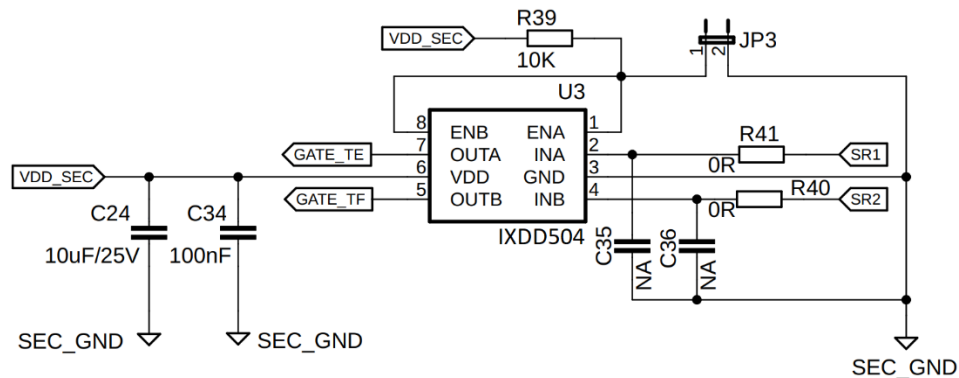 R39
VDD_SEC
10K
1
2
JP3
U3
8
ENB
ENA
1
7
OUTA
INA
2
6
VDD
GND
3
5
OUTB
INB
4
IXDD504
GATE_TE
VDD_SEC
GATE_TF
R41
0R
SR1
R40
0R
SR2
C24
10uF/25V
C34
100nF
C35
NA
C36
NA
SEC_GND
SEC_GND
SEC_GND